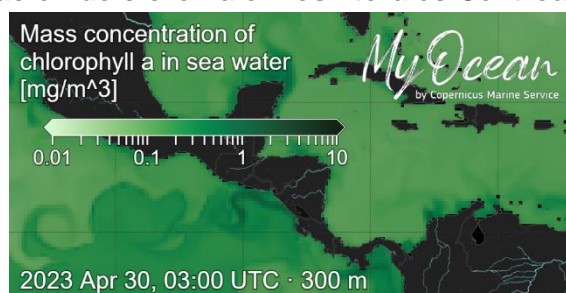 Mass concentration of
chlorophyll a in sea water
[mg/m^3]
MyOcean
by Copernicus Marine Service
0.01 0.1 1 10
2023 Apr 30, 03:00 UTC · 300 m